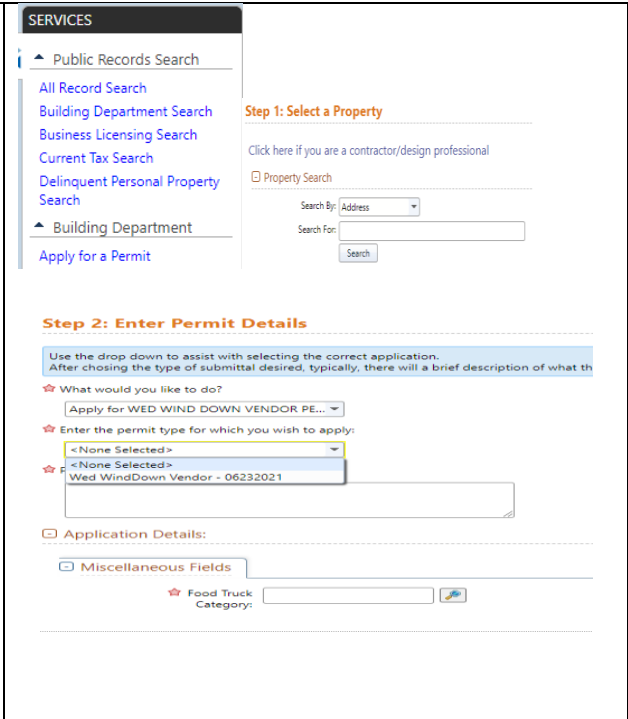 SERVICES
Public Records Search
All Record Search
Building Department Search
Business Licensing Search
Current Tax Search
Delinquent Personal Property
Search
Building Department
Apply for a Permit
Step 1: Select a Property
Click here if you are a contractor/design professional
Property Search
Search By: Address
Search For:
Search
Step 2: Enter Permit Details
Use the drop down to assist with selecting the correct application.
After chosing the type of submittal desired, typically, there will a brief description of what th
What would you like to do?
Apply for WED WIND DOWN VENDOR PE...
Enter the permit type for which you wish to apply:
<None Selected>
<None Selected>
Wed WindDown Vendor - 06232021
Application Details:
Miscellaneous Fields
Food Truck
Category: